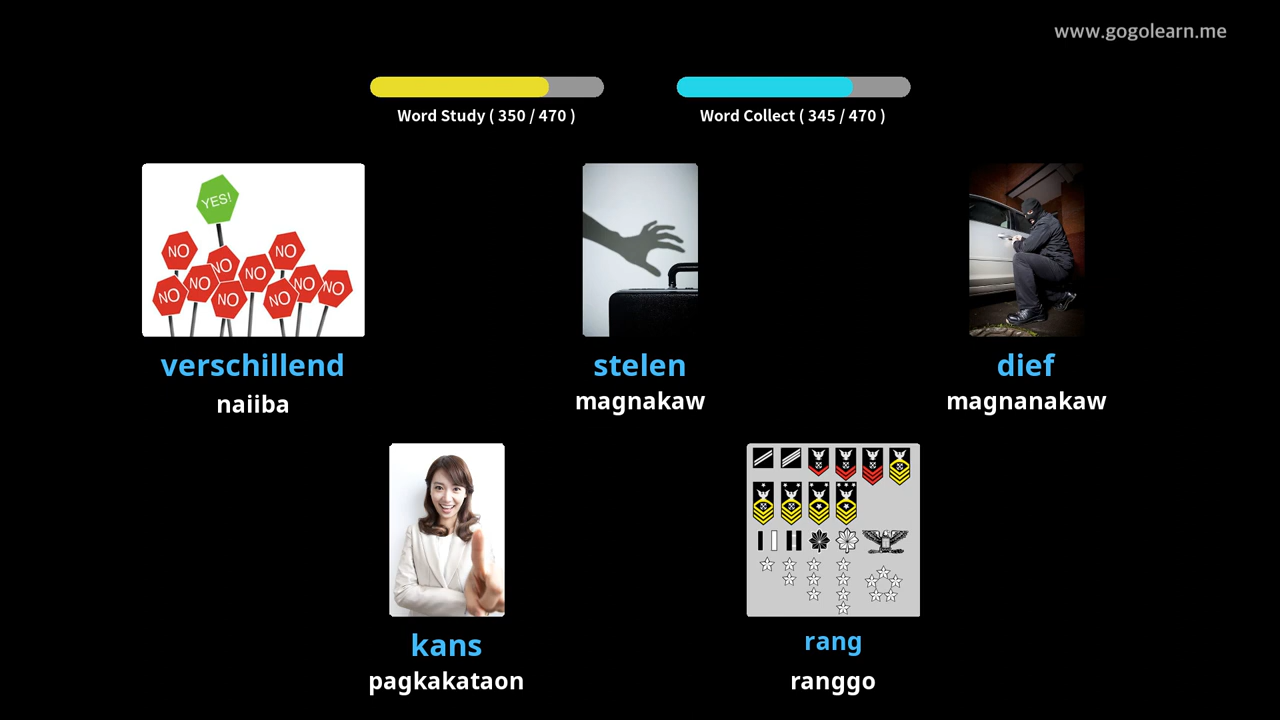 www.gogolearn.me
Word Study ( 350 / 470 )
Word Collect ( 345 / 470 )
YES!
NO
NO
NO
NO
NO
NO
NO
NO
NO
NO
verschillend
naiiba
stelen
magnakaw
dief
magnanakaw
kans
pagkakataon
rang
ranggo